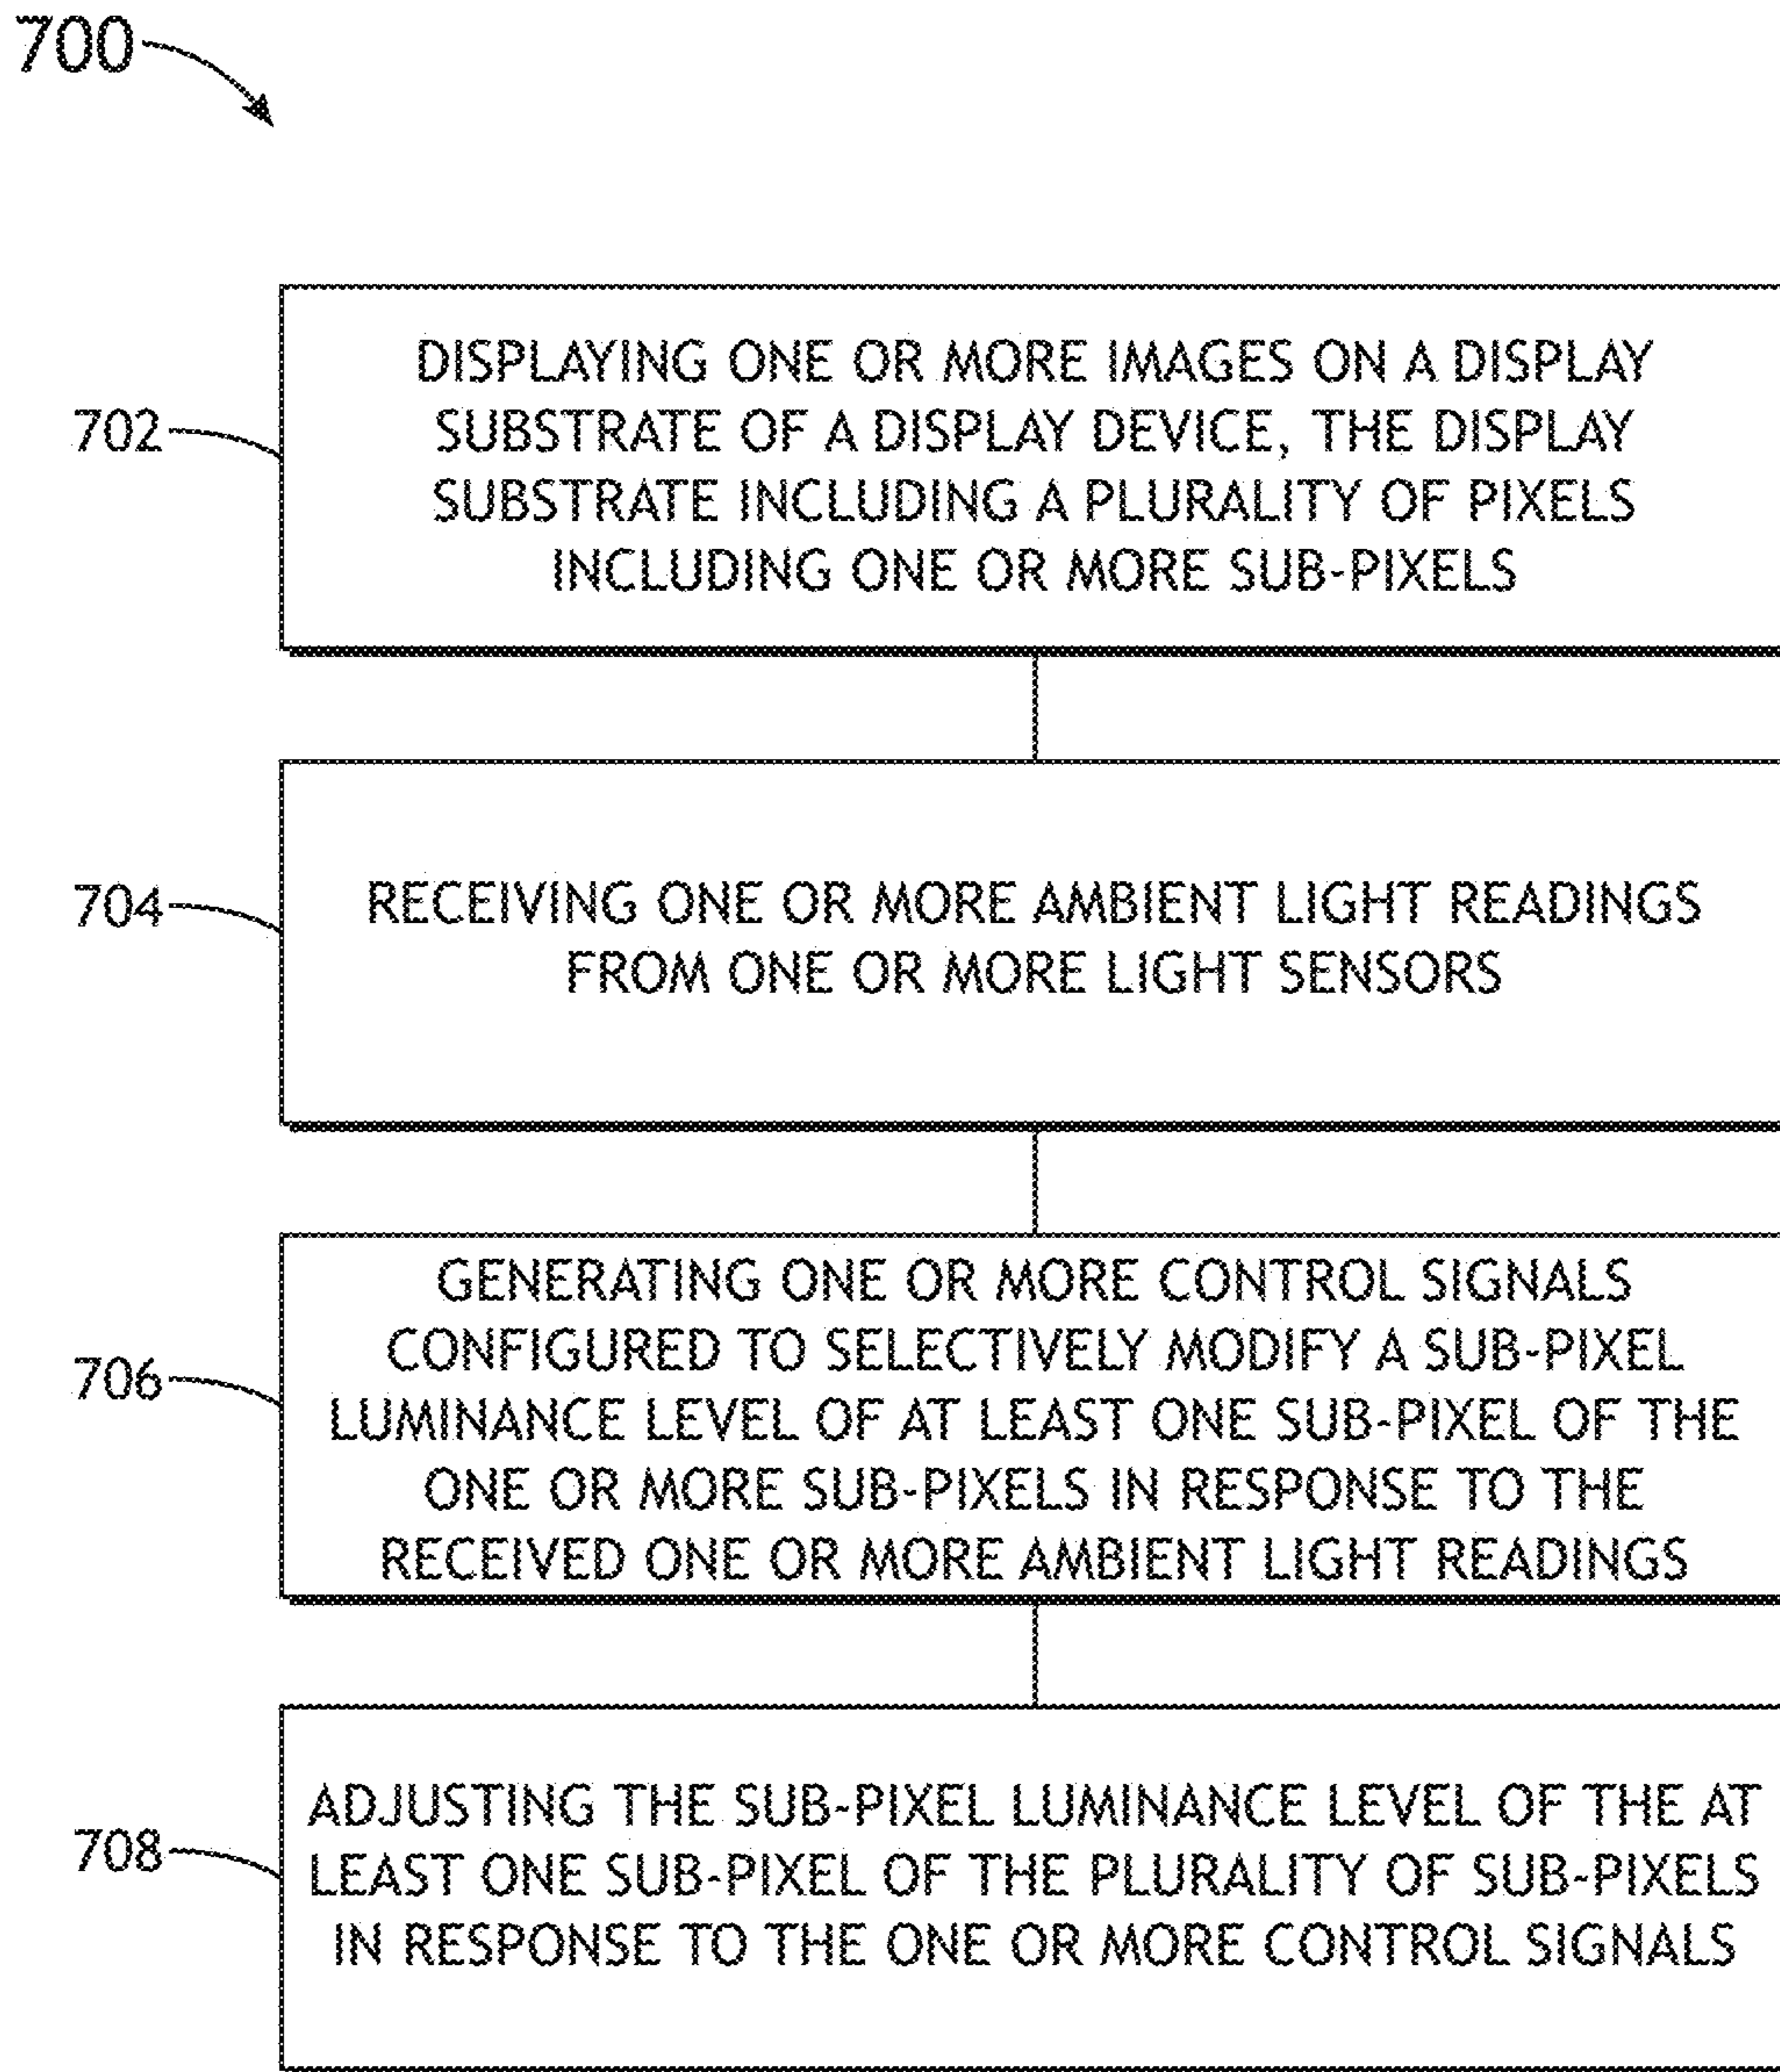 700
702
DISPLAYING ONE OR MORE IMAGES ON A DISPLAY
SUBSTRATE OF A DISPLAY DEVICE, THE DISPLAY
SUBSTRATE INCLUDING A PLURALITY OF PIXELS
INCLUDING ONE OR MORE SUB-PIXELS
704
RECEIVING ONE OR MORE AMBIENT LIGHT READINGS
FROM ONE OR MORE LIGHT SENSORS
706
GENERATING ONE OR MORE CONTROL SIGNALS
CONFIGURED TO SELECTIVELY MODIFY A SUB-PIXEL
LUMINANCE LEVEL OF AT LEAST ONE SUB-PIXEL OF THE
ONE OR MORE SUB-PIXELS IN RESPONSE TO THE
RECEIVED ONE OR MORE AMBIENT LIGHT READINGS
708
ADJUSTING THE SUB-PIXEL LUMINANCE LEVEL OF THE AT
LEAST ONE SUB-PIXEL OF THE PLURALITY OF SUB-PIXELS
IN RESPONSE TO THE ONE OR MORE CONTROL SIGNALS